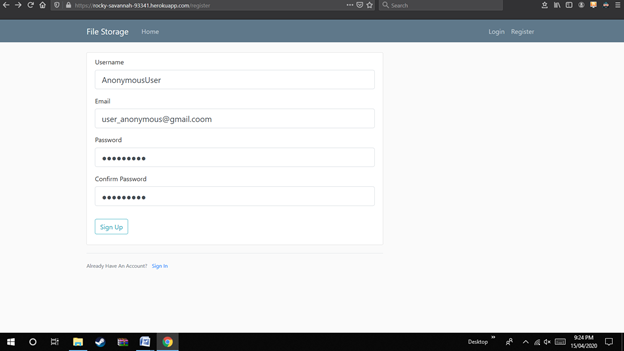 https://rocky-savannah-93341.herokuapp.com/register
Search
File Storage
Home
Login
Register
Username
AnonymousUser
Email
user_anonymous@gmail.coom
Password
●●●●●●●●●
Confirm Password
●●●●●●●●●
Sign Up
Already Have An Account? Sign In
Desktop
9:24 PM
15/04/2020